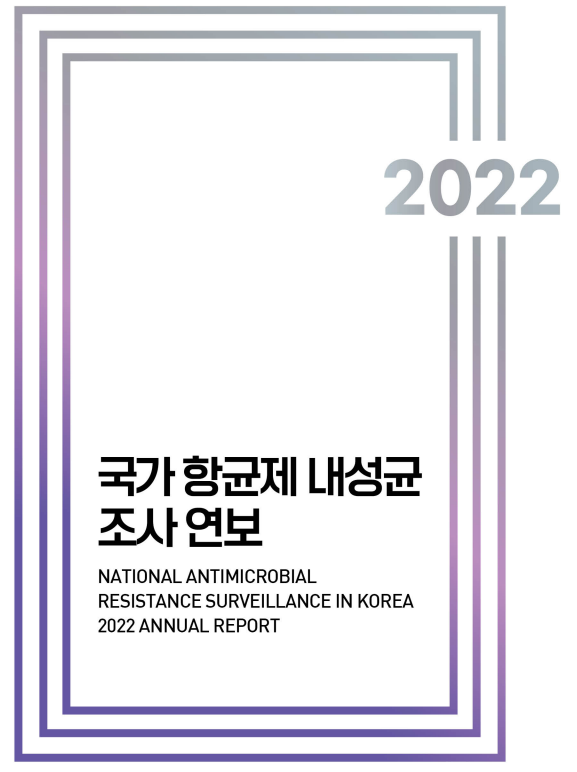 2022
국가 항균제 내성균
조사 연보
NATIONAL ANTIMICROBIAL
RESISTANCE SURVEILLANCE IN KOREA
2022 ANNUAL REPORT